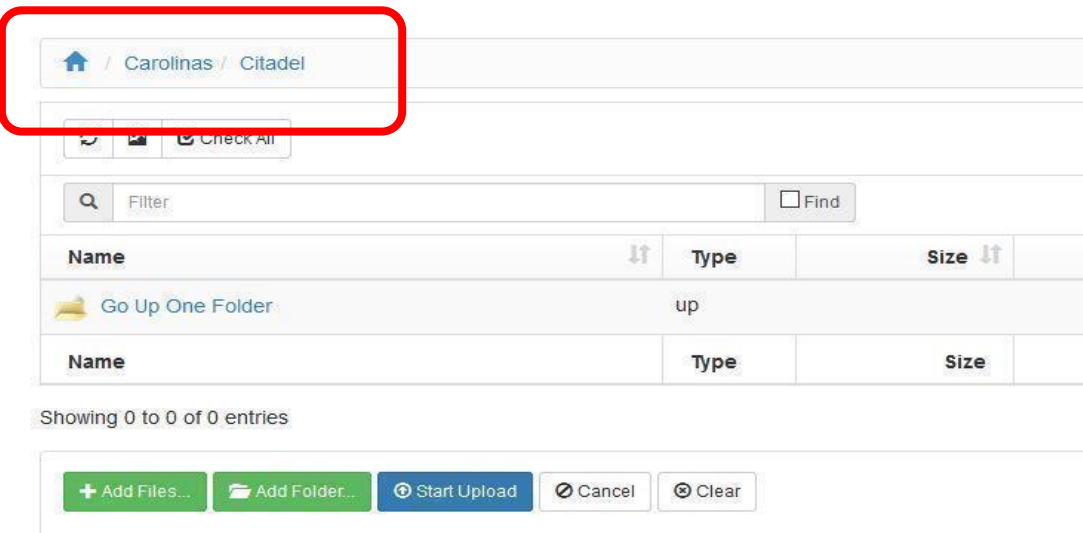 / Carolinas / Citadel
Check All
Filter Find
Name Type Size
Go Up One Folder up
Name Type Size
Showing 0 to 0 of 0 entries
Add Files... Add Folder... Start Upload Cancel Clear